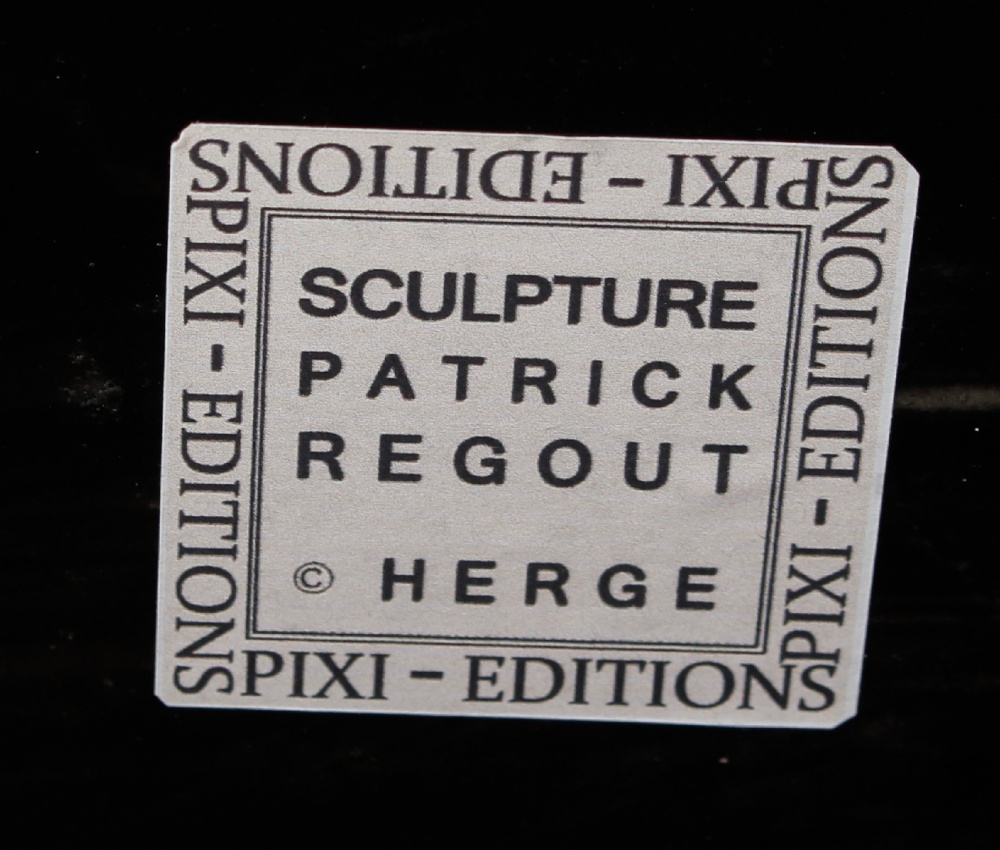 PIXI - EDITIONS
SCULPTURE
PATRICK
REGOUT
© HERGE
PIXI - EDITIONS
PIXI - EDITIONS
PIXI - EDITIONS